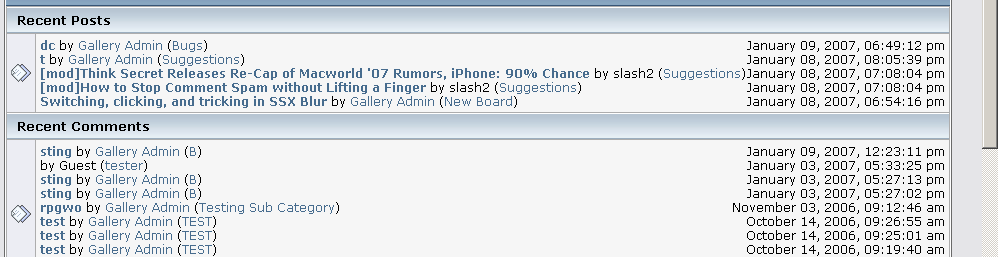 Recent Posts
dc by Gallery Admin (Bugs) January 09, 2007, 06:49:12 pm
t by Gallery Admin (Suggestions) January 08, 2007, 08:05:39 pm
[mod]Think Secret Releases Re-Cap of Macworld '07 Rumors, iPhone: 90% Chance by slash2 (Suggestions)January 08, 2007, 07:08:04 pm
[mod]How to Stop Comment Spam without Lifting a Finger by slash2 (Suggestions) January 08, 2007, 07:08:04 pm
Switching, clicking, and tricking in SSX Blur by Gallery Admin (New Board) January 08, 2007, 06:54:16 pm
Recent Comments
sting by Gallery Admin (B) January 09, 2007, 12:23:11 pm
by Guest (tester) January 03, 2007, 05:33:25 pm
sting by Gallery Admin (B) January 03, 2007, 05:27:13 pm
sting by Gallery Admin (B) January 03, 2007, 05:27:02 pm
rpgwo by Gallery Admin (Testing Sub Category) November 03, 2006, 09:12:46 am
test by Gallery Admin (TEST) October 14, 2006, 09:26:55 am
test by Gallery Admin (TEST) October 14, 2006, 09:25:01 am
test by Gallery Admin (TEST) October 14, 2006, 09:19:40 am